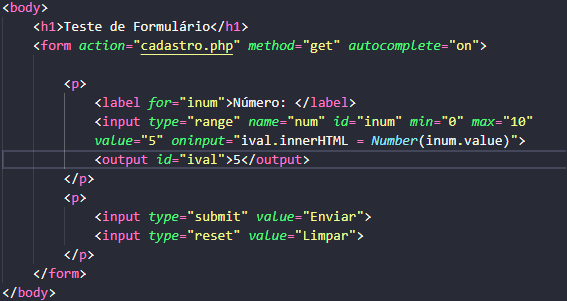 <body>
<h1>Teste de Formulário</h1>
<form action="cadastro.php" method="get" autocomplete="on">
<p>
<label for="inum">Número: </label>
<input type="range" name="num" id="inum" min="0" max="10"
value="5" oninput="ival.innerHTML = Number(inum.value)">
<output id="ival">5</output>
</p>
<p>
<input type="submit" value="Enviar">
<input type="reset" value="Limpar">
</p>
</form>
</body>